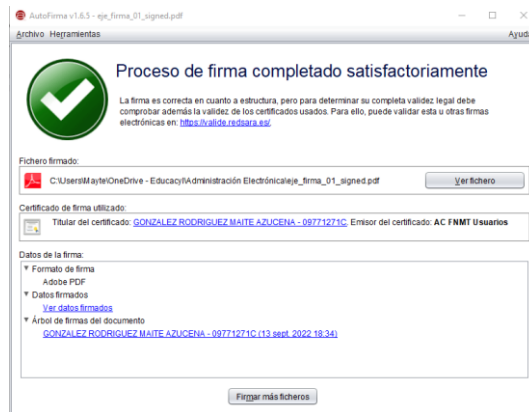 AutoFirma v1.6.5 - eje_firma_01_signed.pdf
Archivo Herramientas Ayuda
Proceso de firma completado satisfactoriamente
La firma es correcta en cuanto a estructura, pero para determinar su completa validez legal debe
comprobar además la validez de los certificados usados. Para ello, puede validar esta u otras firmas
electrónicas en: https://valide.redsara.es/.
Fichero firmado:
C:\Users\Mayte\OneDrive - Educacyl\Administración Electrónica\eje_firma_01_signed.pdf Ver fichero
Certificado de firma utilizado:
Titular del certificado: GONZALEZ RODRIGUEZ MAITE AZUCENA - 09771271C. Emisor del certificado: AC FNMT Usuarios
Datos de la firma:
Formato de firma
Adobe PDF
Datos firmados
Ver datos firmados
Árbol de firmas del documento
GONZALEZ RODRIGUEZ MAITE AZUCENA - 09771271C (13 sept. 2022 18:34)
Firmar más ficheros